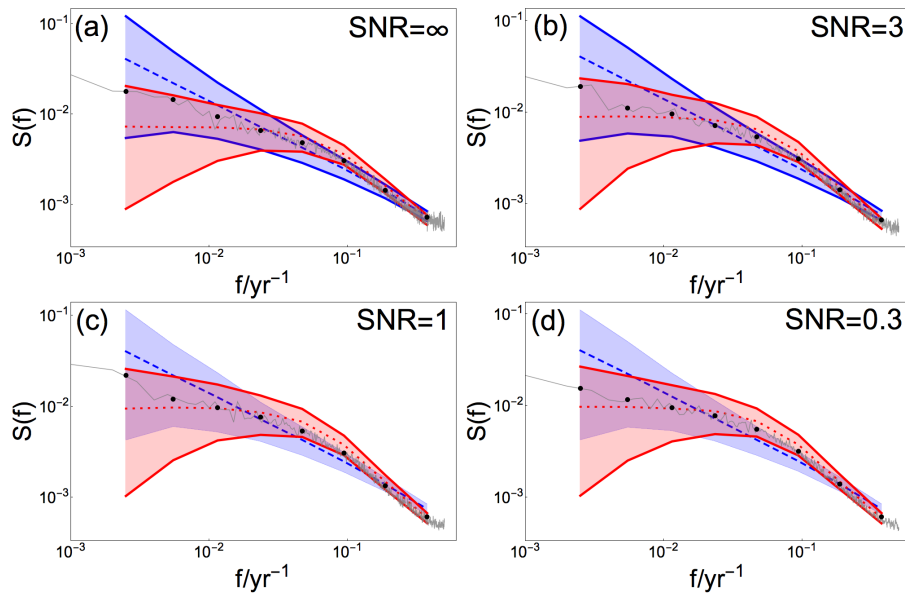 (a) SNR=∞
S(f)
10⁻¹
10⁻²
10⁻³
10⁻³ 10⁻² 10⁻¹
f/yr⁻¹
(b) SNR=3
S(f)
10⁻¹
10⁻²
10⁻³
10⁻³ 10⁻² 10⁻¹
f/yr⁻¹
(c) SNR=1
S(f)
10⁻¹
10⁻²
10⁻³
10⁻³ 10⁻² 10⁻¹
f/yr⁻¹
(d) SNR=0.3
S(f)
10⁻¹
10⁻²
10⁻³
10⁻³ 10⁻² 10⁻¹
f/yr⁻¹